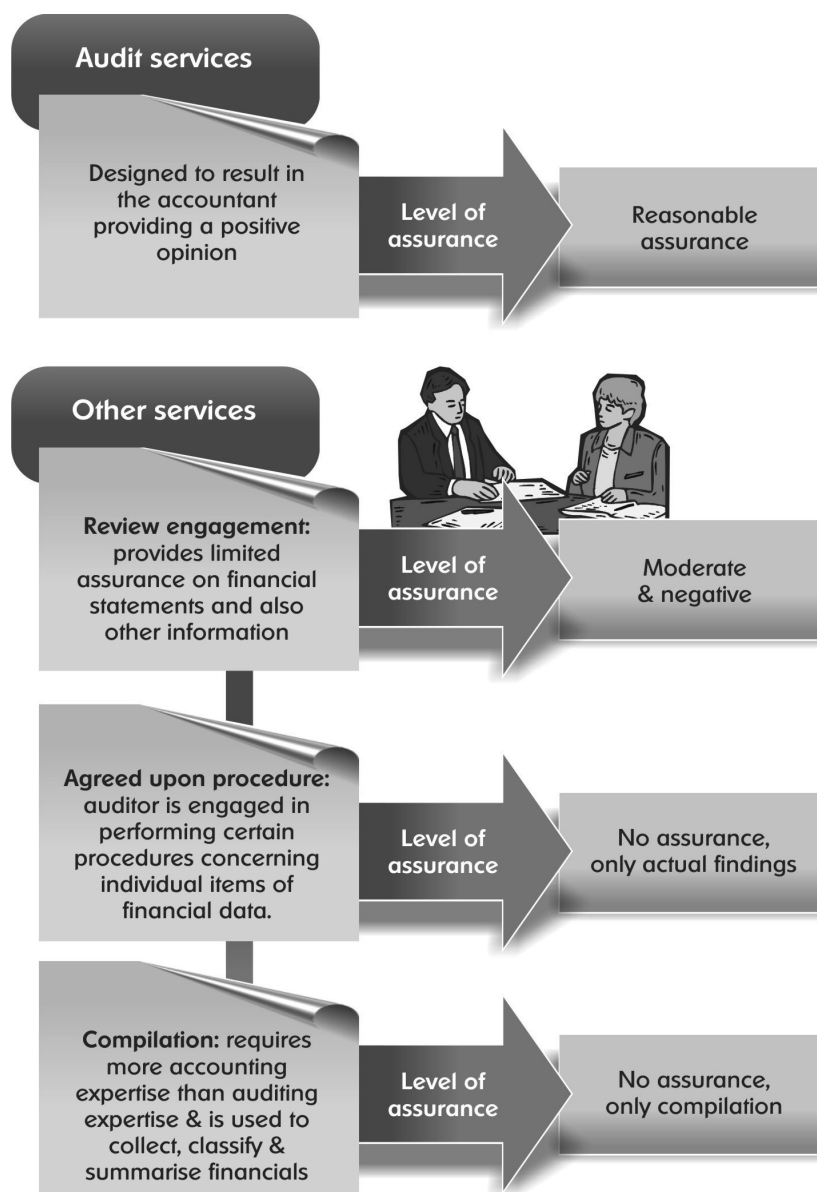 Audit services
Designed to result in
the accountant
providing a positive
opinion
Level of
assurance
Reasonable
assurance
Other services
Review engagement:
provides limited
assurance on financial
statements and also
other information
Level of
assurance
Moderate
& negative
Agreed upon procedure:
auditor is engaged in
performing certain
procedures concerning
individual items of
financial data.
Level of
assurance
No assurance,
only actual findings
Compilation: requires
more accounting
expertise than auditing
expertise & is used to
collect, classify &
summarise financials
Level of
assurance
No assurance,
only compilation